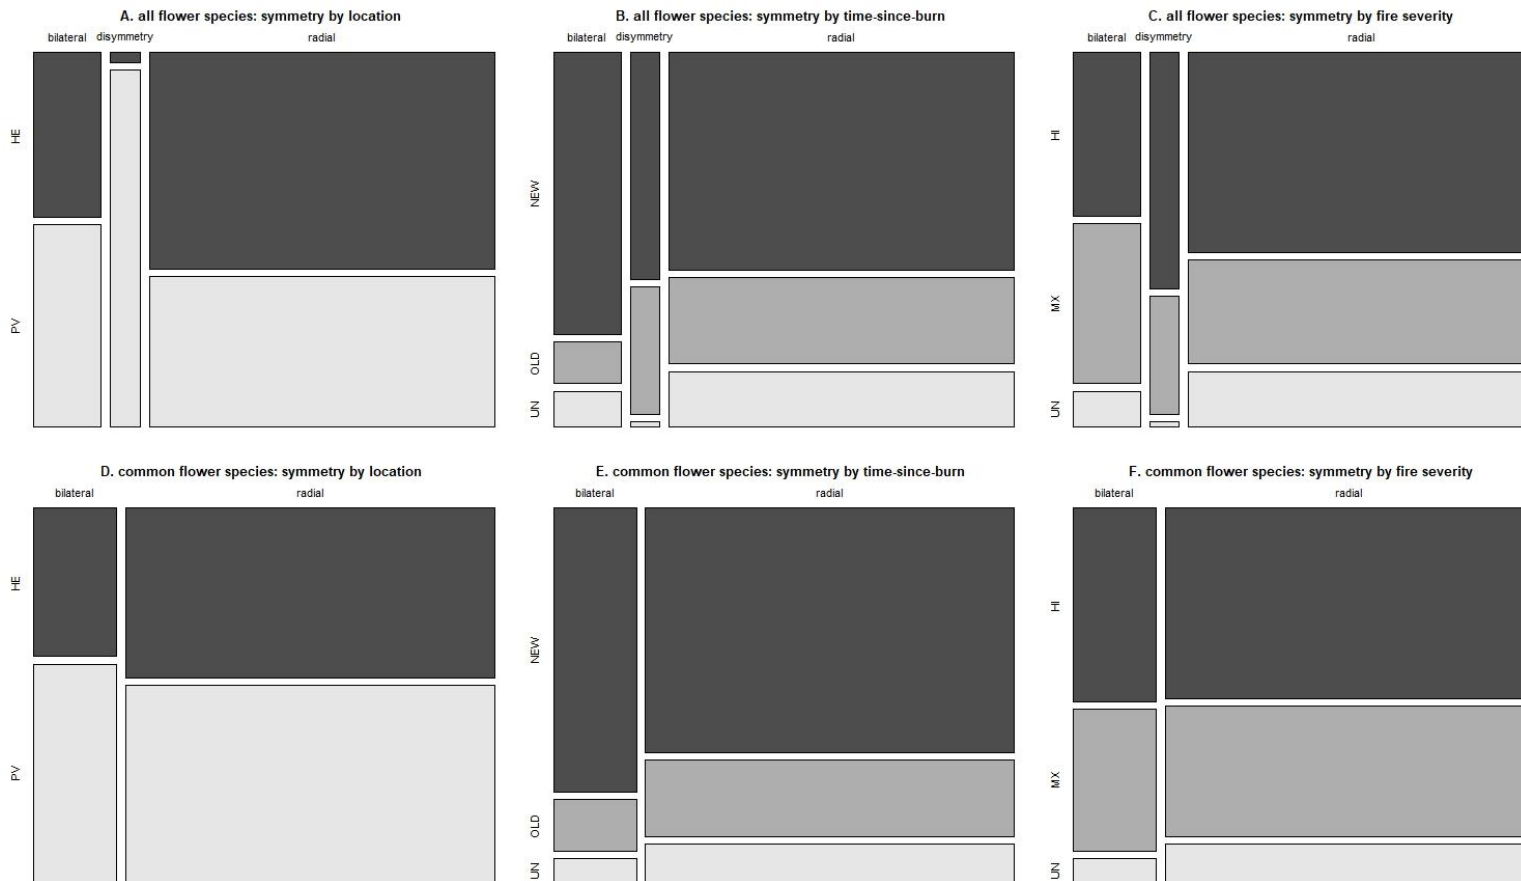 A. all flower species: symmetry by location
bilateral disymmetry radial
HE
PV
B. all flower species: symmetry by time-since-burn
bilateral disymmetry radial
NEW
OLD
UN
C. all flower species: symmetry by fire severity
bilateral disymmetry radial
HI
MX
UN
D. common flower species: symmetry by location
bilateral radial
HE
PV
E. common flower species: symmetry by time-since-burn
bilateral radial
NEW
OLD
UN
F. common flower species: symmetry by fire severity
bilateral radial
HI
MX
UN